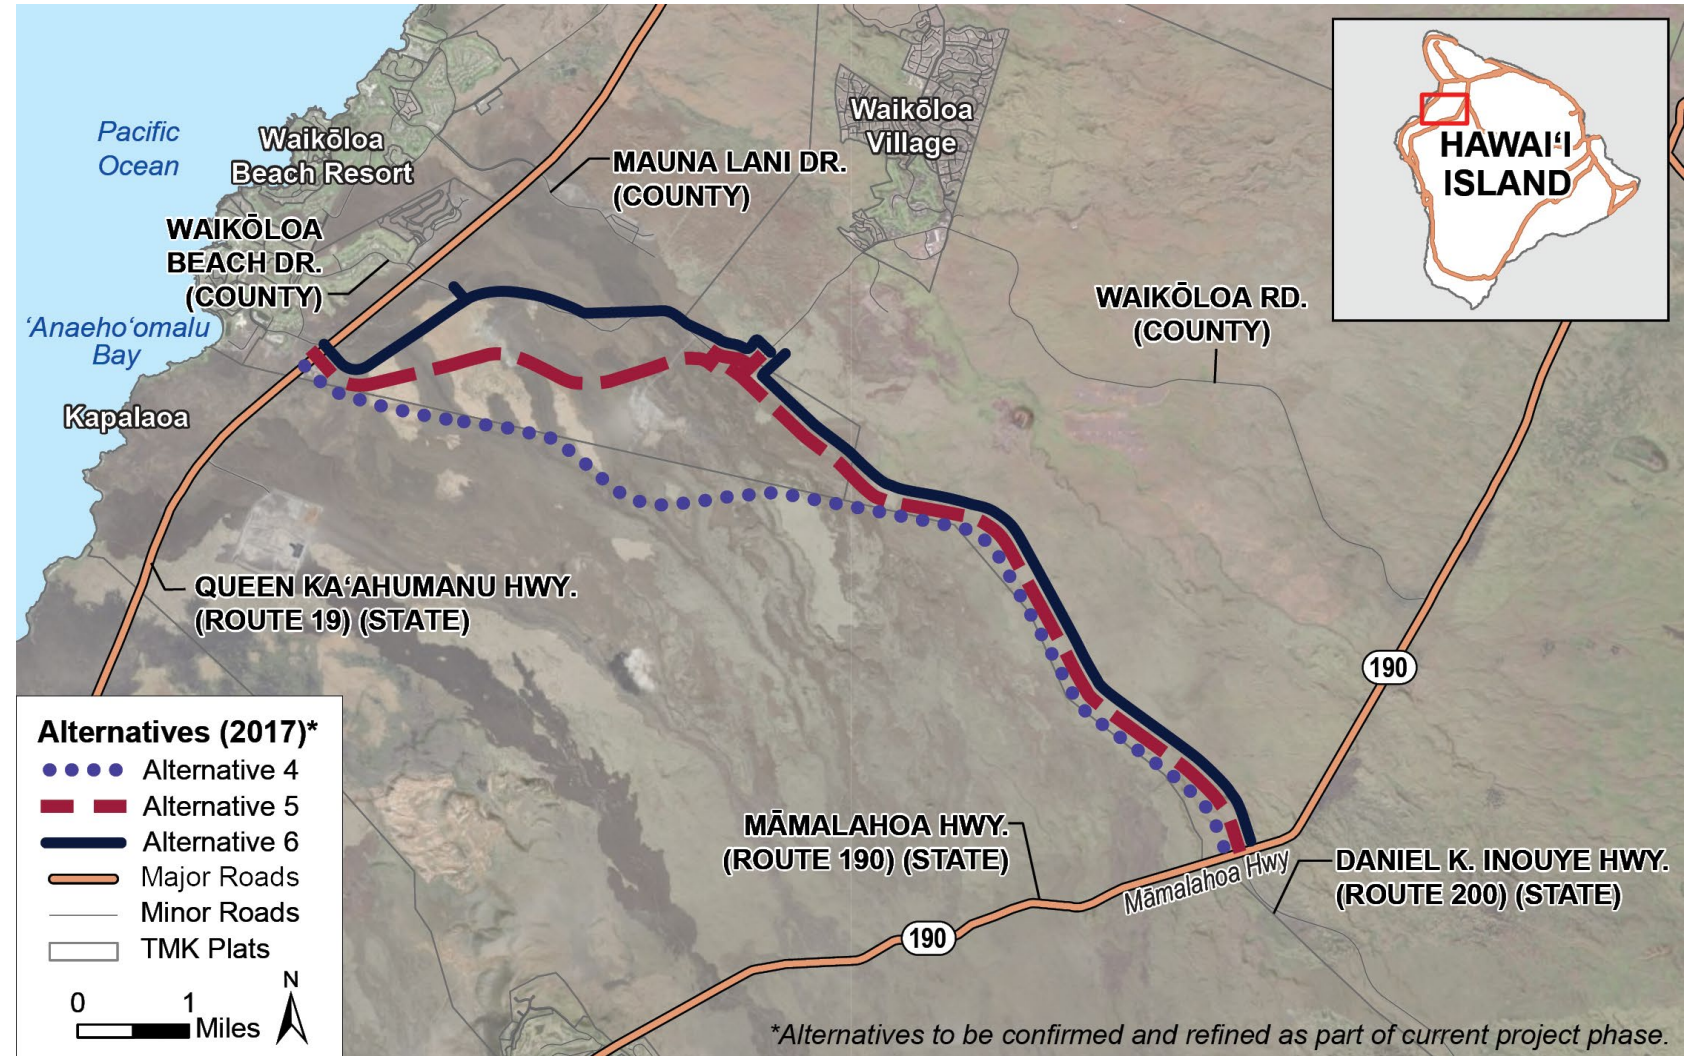 Pacific
Ocean
Waikōloa
Beach Resort
Waikōloa
Village
MAUNA LANI DR.
(COUNTY)
HAWAIʻI
ISLAND
WAIKŌLOA
BEACH DR.
(COUNTY)
ʻAnaehoʻomalu
Bay
WAIKŌLOA RD.
(COUNTY)
Kapalaoa
QUEEN KAʻAHUMANU HWY.
(ROUTE 19) (STATE)
190
MĀMALAHOA HWY.
(ROUTE 190) (STATE)
Māmalahoa Hwy
DANIEL K. INOUYE HWY.
(ROUTE 200) (STATE)
190
Alternatives (2017)*
Alternative 4
Alternative 5
Alternative 6
Major Roads
Minor Roads
TMK Plats
0 1
Miles
N
*Alternatives to be confirmed and refined as part of current project phase.